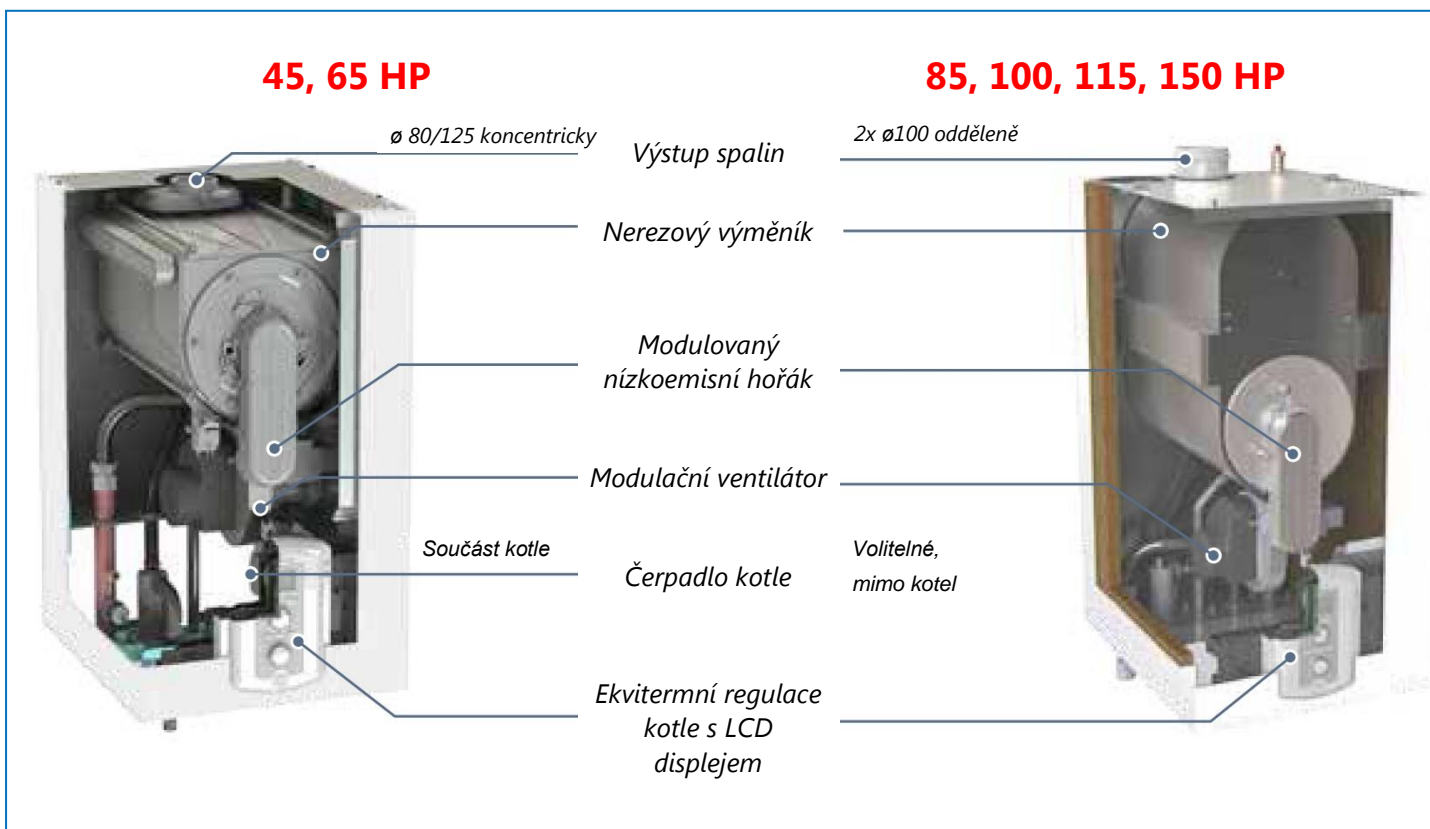 45, 65 HP
85, 100, 115, 150 HP
ø 80/125 koncentricky
Výstup spalin
2x ø100 odděleně
Nerezový výměník
Modulovaný
nízkoemisní hořák
Modulační ventilátor
Součást kotle
Čerpadlo kotle
Volitelné,
mimo kotel
Ekvitermní regulace
kotle s LCD
displejem